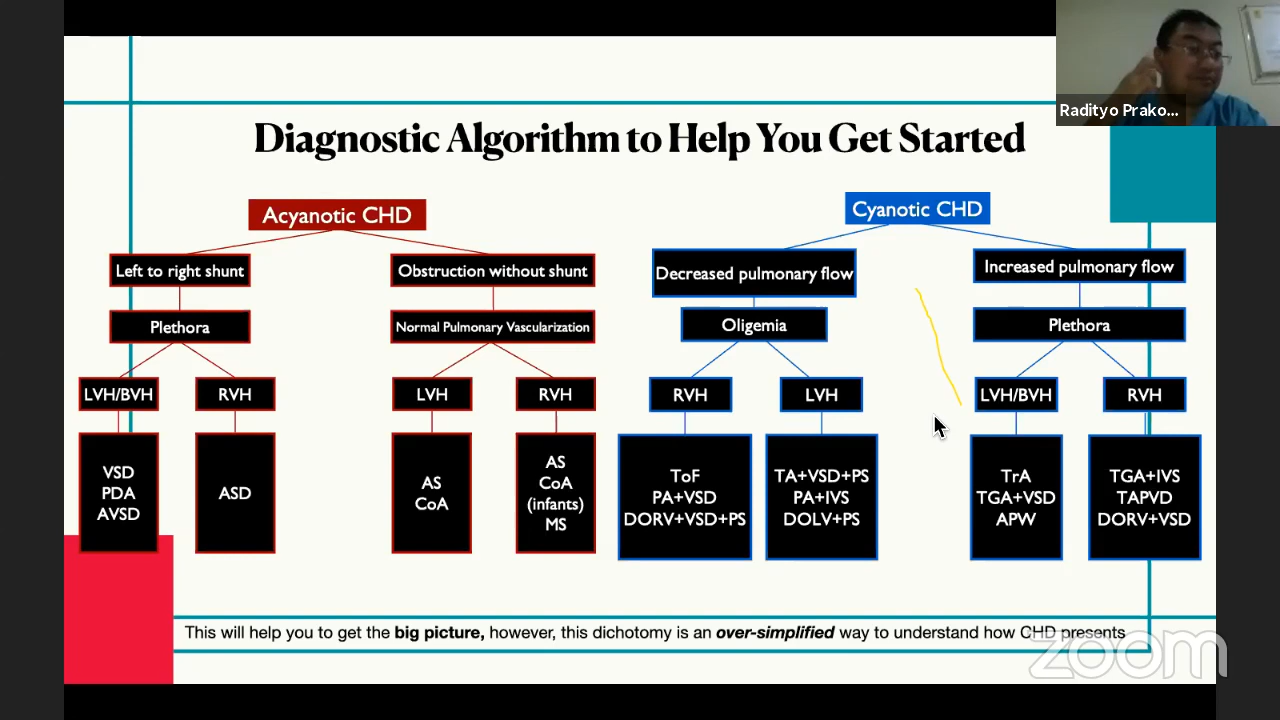 Radityo Prako...
Diagnostic Algorithm to Help You Get Started
Acyanotic CHD
Left to right shunt
Plethora
LVH/BVH
RVH
VSD
PDA
AVSD
ASD
Obstruction without shunt
Normal Pulmonary Vascularization
LVH
RVH
AS
CoA
AS
CoA
(infants)
MS
Cyanotic CHD
Decreased pulmonary flow
Oligemia
RVH
LVH
ToF
PA+VSD
DORV+VSD+PS
TA+VSD+PS
PA+IVS
DOLV+PS
Increased pulmonary flow
Plethora
LVH/BVH
RVH
TrA
TGA+VSD
APW
TGA+IVS
TAPVD
DORV+VSD
This will help you to get the big picture, however, this dichotomy is an over-simplified way to understand how CHD presents
zoom